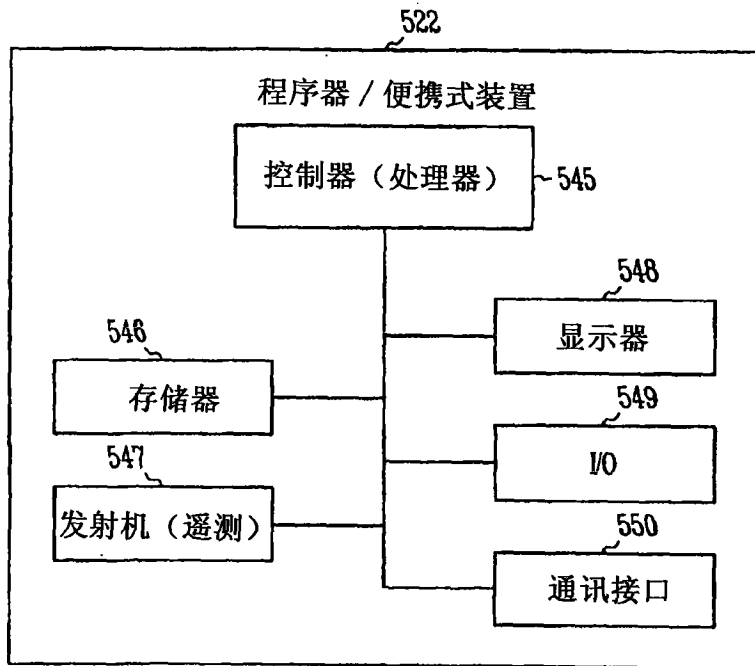 522
程序器／便携式装置
控制器（处理器）
545
548
显示器
546
存储器
549
I/O
547
发射机（遥测）
550
通讯接口